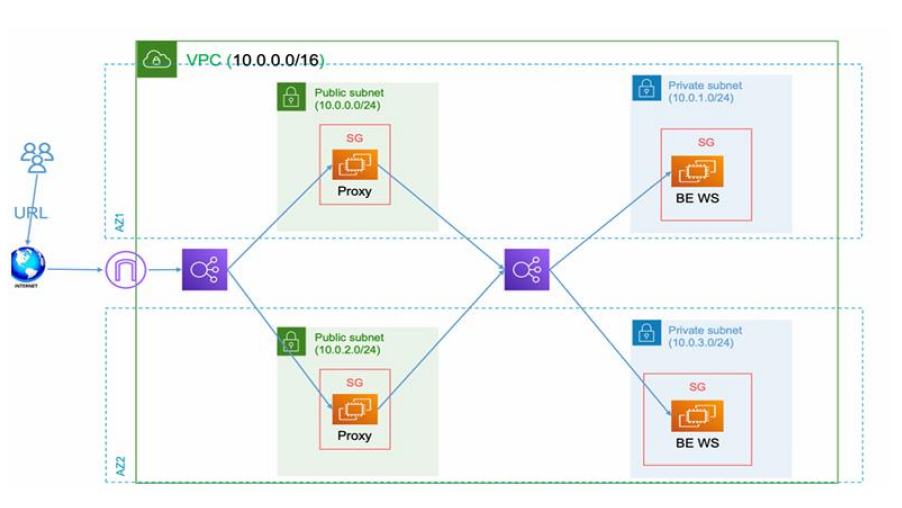 VPC (10.0.0.0/16)
Public subnet
(10.0.0.0/24)
SG
Proxy
Private subnet
(10.0.1.0/24)
SG
BE WS
URL
INTERNET
AZ1
Public subnet
(10.0.2.0/24)
SG
Proxy
Private subnet
(10.0.3.0/24)
SG
BE WS
AZ2